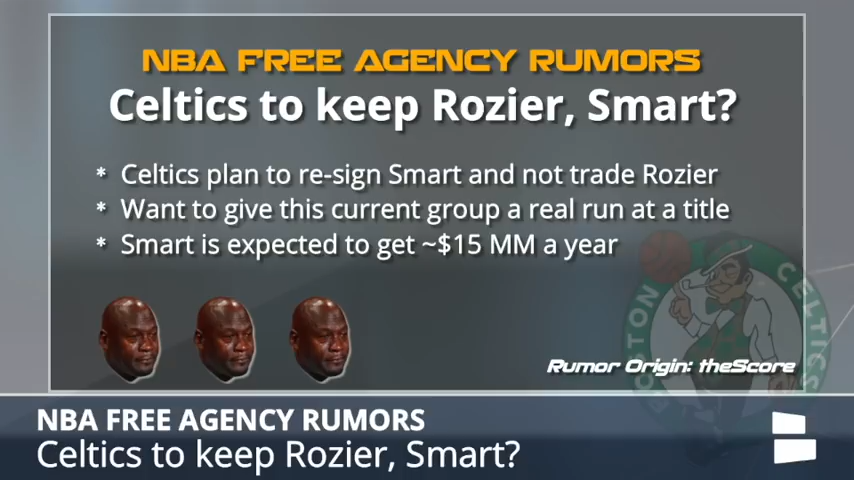 NBA FREE AGENCY RUMORS
Celtics to keep Rozier, Smart?
* Celtics plan to re-sign Smart and not trade Rozier
* Want to give this current group a real run at a title
* Smart is expected to get ~$15 MM a year
BOSTON CELTICS
Rumor Origin: theScore
NBA FREE AGENCY RUMORS
Celtics to keep Rozier, Smart?